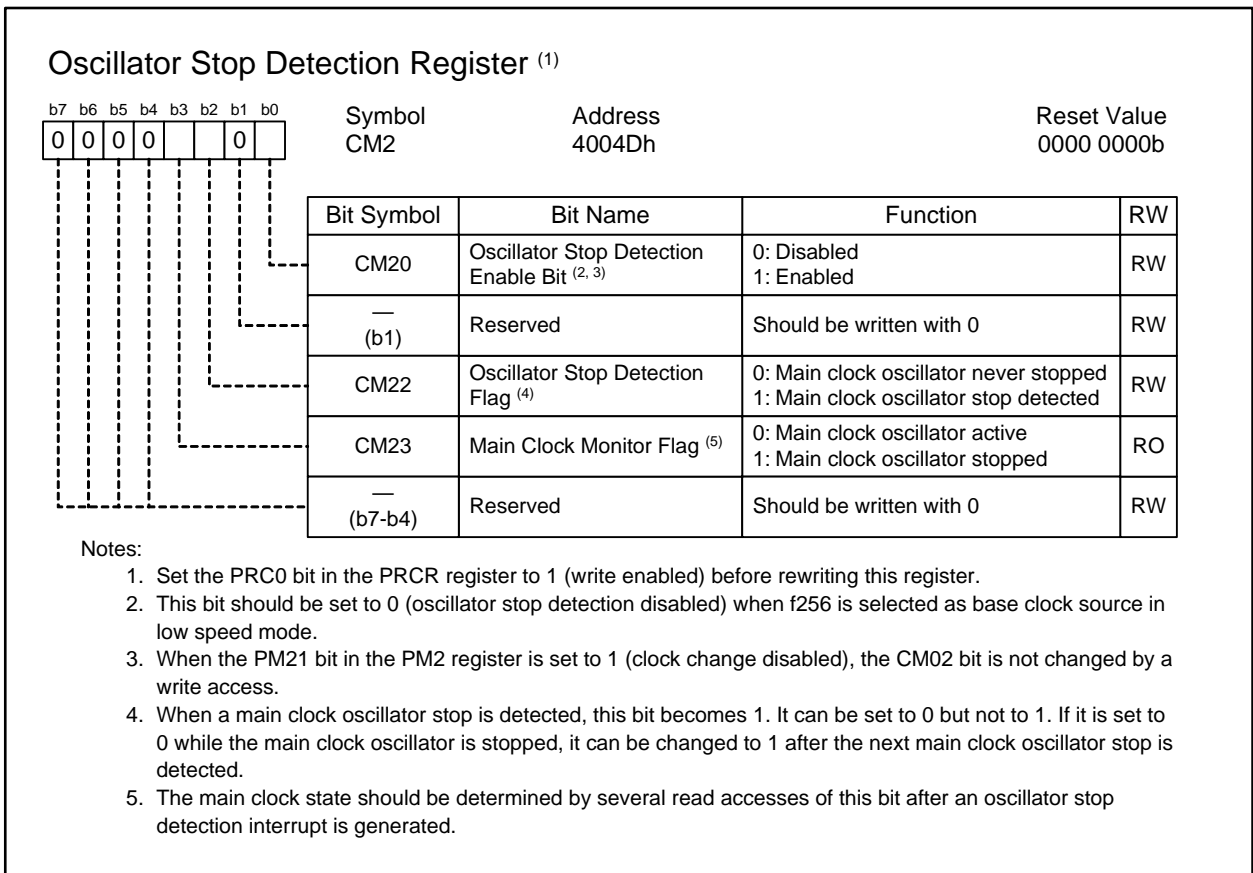 Oscillator Stop Detection Register (1)
b7 b6 b5 b4 b3 b2 b1 b0
0 0 0 0 0
Symbol Address Reset Value
CM2 4004Dh 0000 0000b
Bit Symbol Bit Name Function RW
CM20 Oscillator Stop Detection Enable Bit (2, 3) 0: Disabled 1: Enabled RW
— (b1) Reserved Should be written with 0 RW
CM22 Oscillator Stop Detection Flag (4) 0: Main clock oscillator never stopped 1: Main clock oscillator stop detected RW
CM23 Main Clock Monitor Flag (5) 0: Main clock oscillator active 1: Main clock oscillator stopped RO
— (b7-b4) Reserved Should be written with 0 RW
Notes:
1. Set the PRC0 bit in the PRCR register to 1 (write enabled) before rewriting this register.
2. This bit should be set to 0 (oscillator stop detection disabled) when f256 is selected as base clock source in
low speed mode.
3. When the PM21 bit in the PM2 register is set to 1 (clock change disabled), the CM02 bit is not changed by a
write access.
4. When a main clock oscillator stop is detected, this bit becomes 1. It can be set to 0 but not to 1. If it is set to
0 while the main clock oscillator is stopped, it can be changed to 1 after the next main clock oscillator stop is
detected.
5. The main clock state should be determined by several read accesses of this bit after an oscillator stop
detection interrupt is generated.